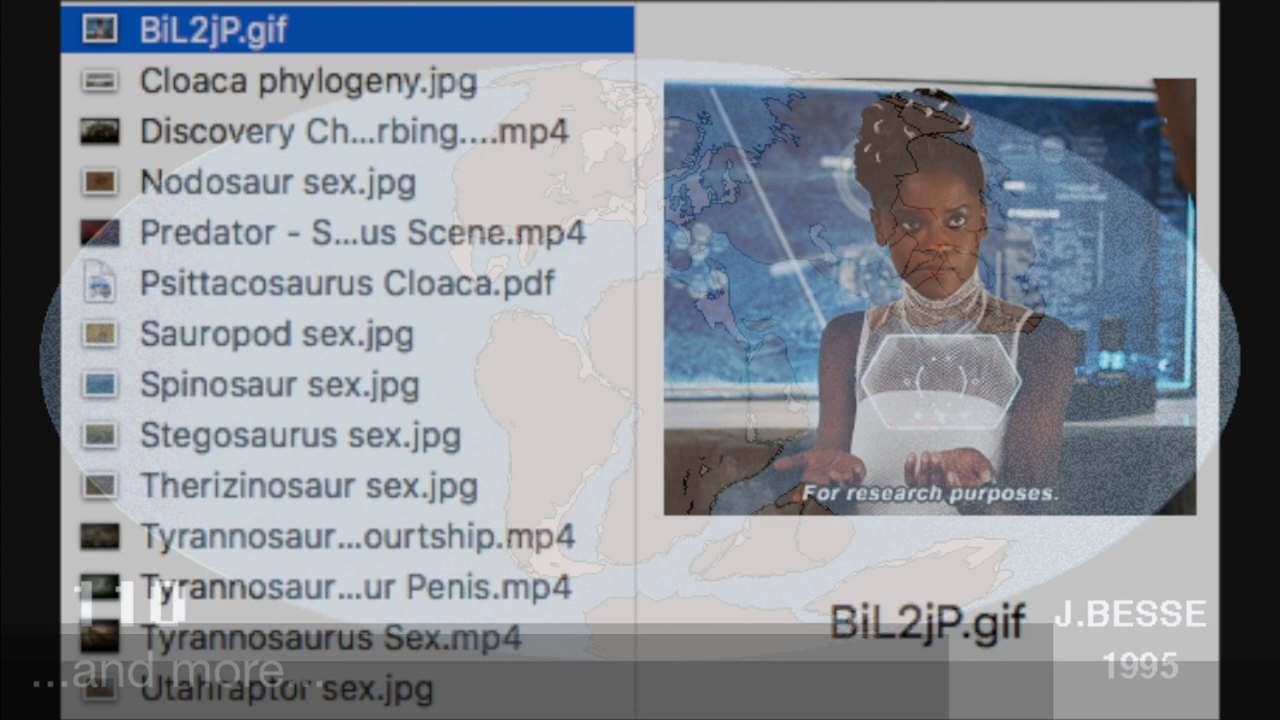 BiL2jP.gif
Cloaca phylogeny.jpg
Discovery Ch...rbing....mp4
Nodosaur sex.jpg
Predator - S...us Scene.mp4
Psittacosaurus Cloaca.pdf
Sauropod sex.jpg
Spinosaur sex.jpg
Stegosaurus sex.jpg
Therizinosaur sex.jpg
Tyrannosaur...ourtship.mp4
Tyrannosaur...ur Penis.mp4
Tyrannosaurus Sex.mp4
Utahraptor sex.jpg
For research purposes.
BiL2jP.gif
110
...and more...
J.BESSE
1995